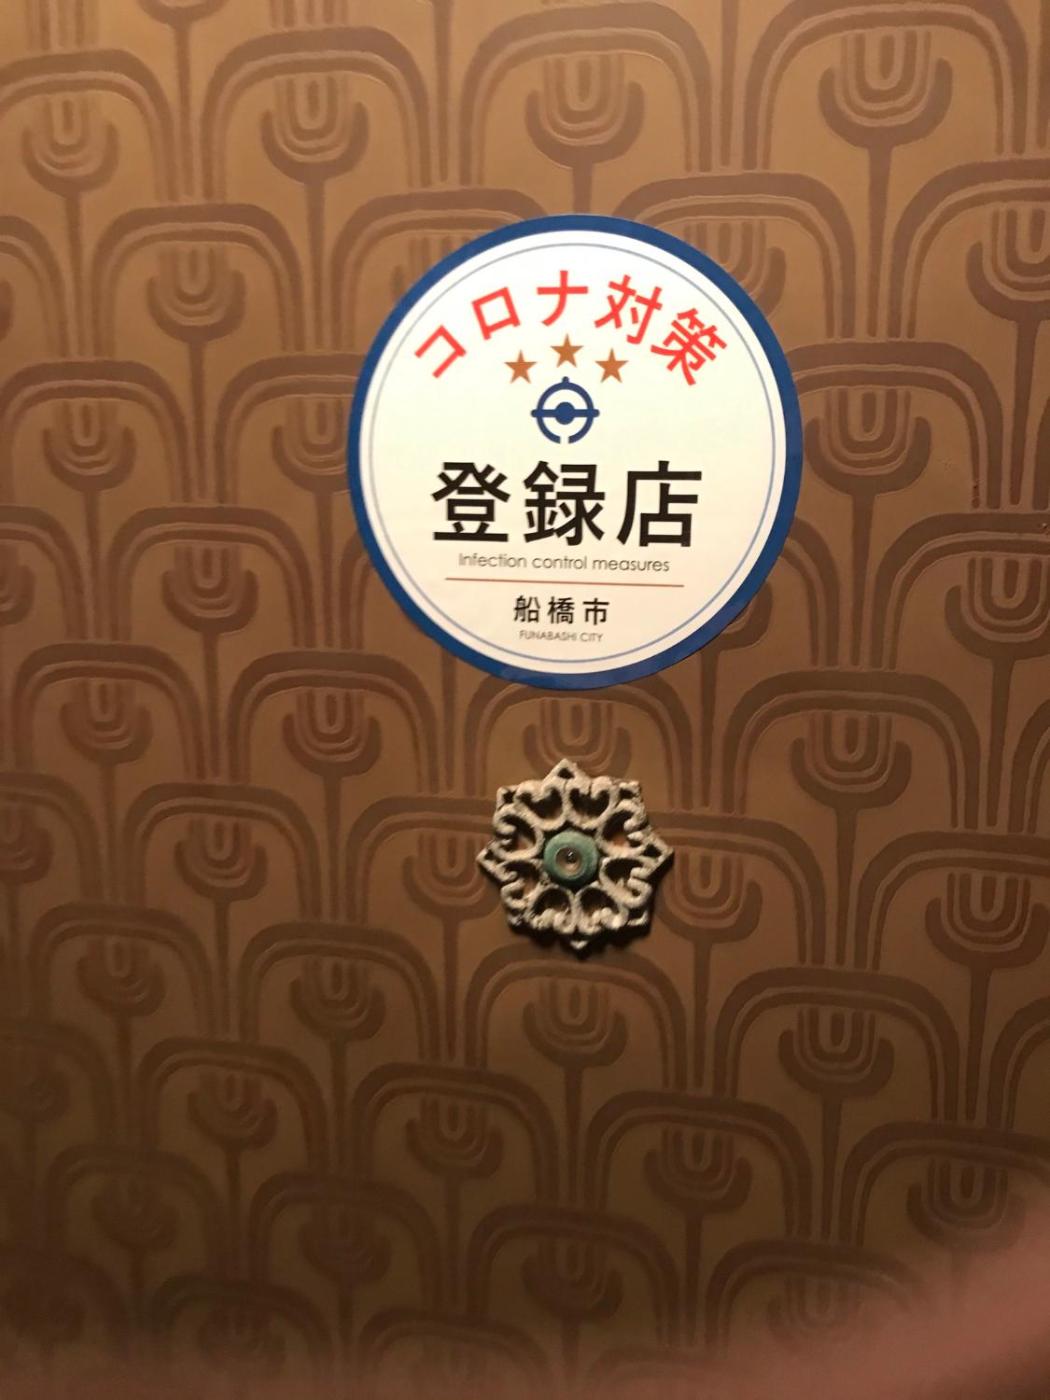 コロナ対策
登録店
Infection control measures
船橋市
FUNABASHI CITY